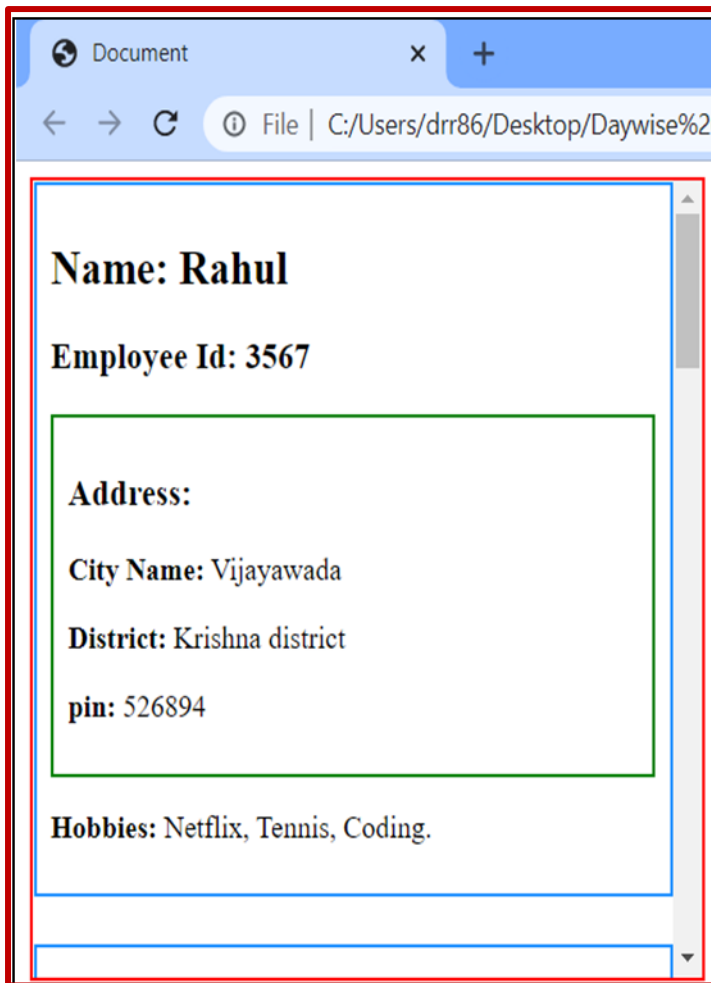 Document
File | C:/Users/drr86/Desktop/Daywise%2
Name: Rahul
Employee Id: 3567
Address:
City Name: Vijayawada
District: Krishna district
pin: 526894
Hobbies: Netflix, Tennis, Coding.